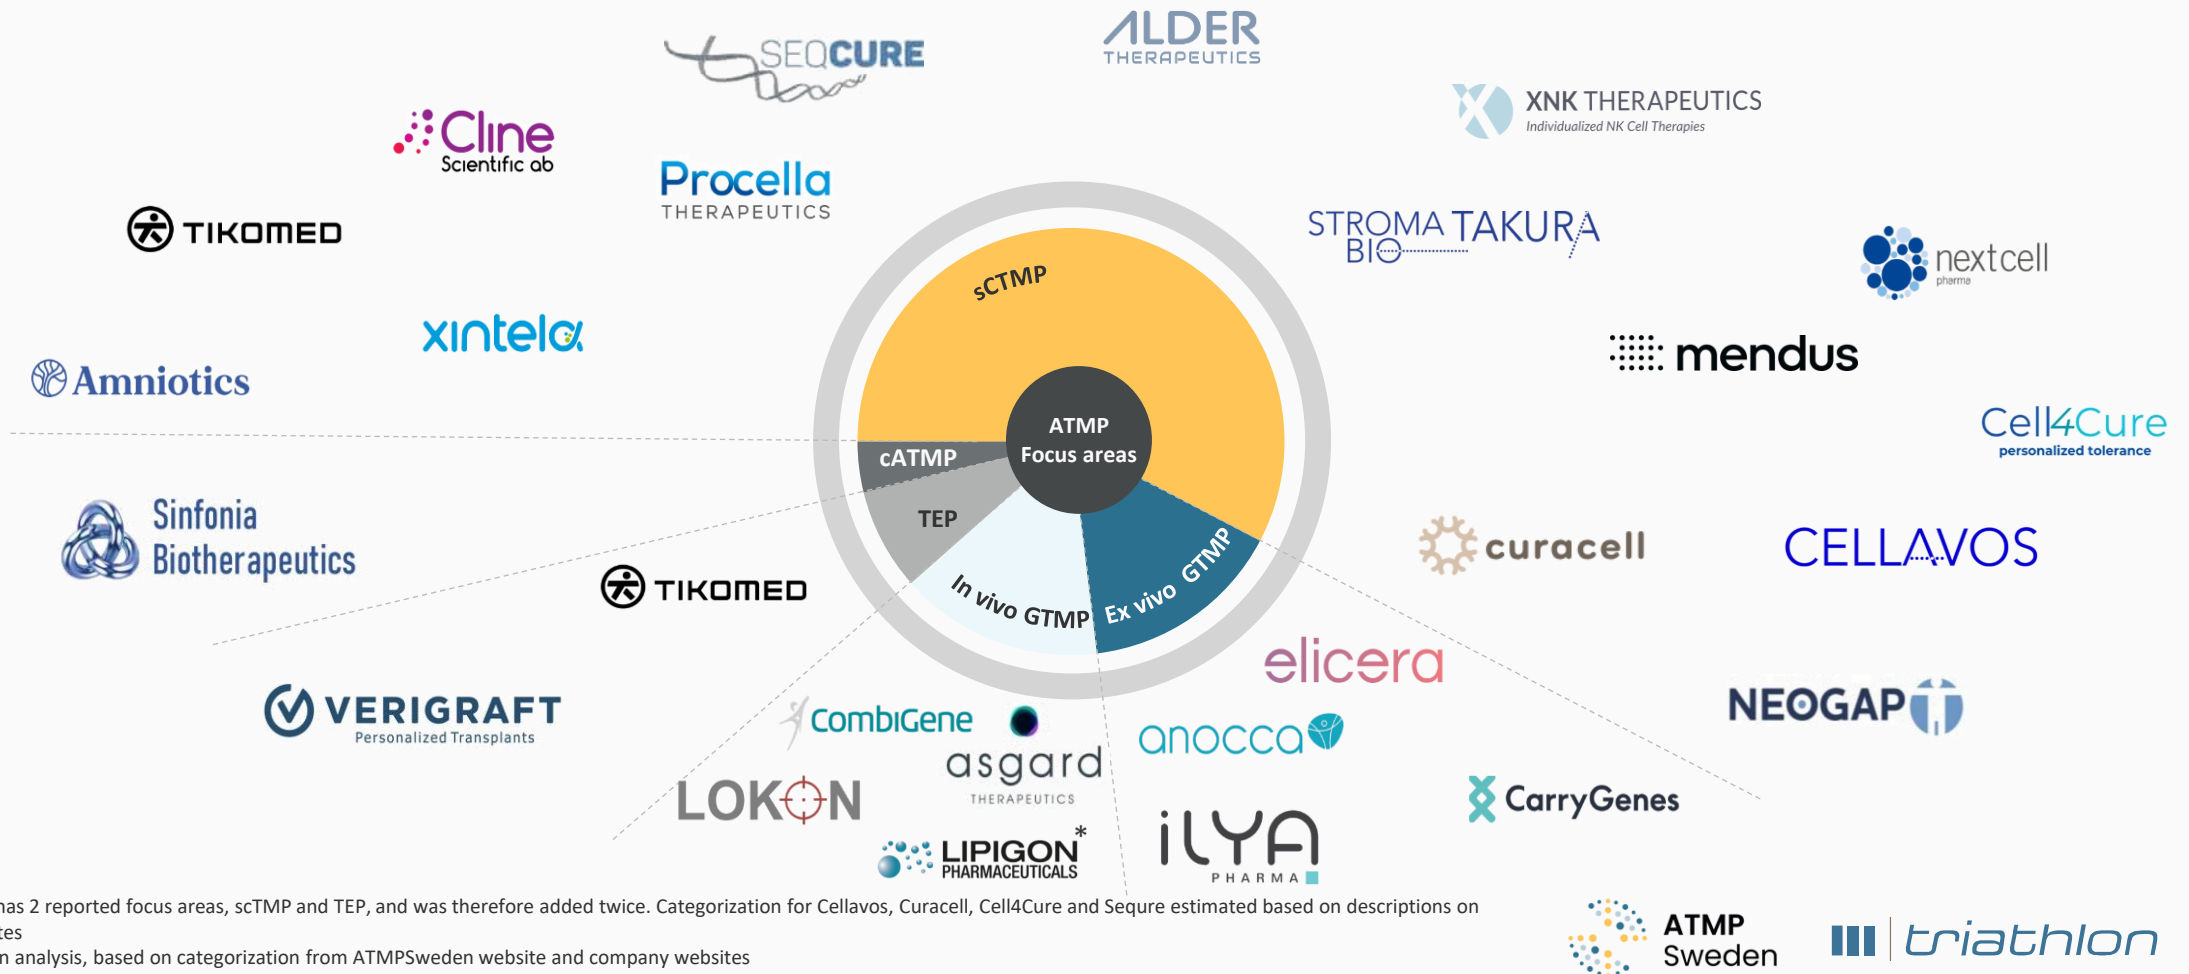 ALDER
THERAPEUTICS
SEQCURE
XNK THERAPEUTICS
Individualized NK Cell Therapies
Cline
Scientific ab
Procella
THERAPEUTICS
TIKOMED
STROMA
BIO
TAKURA
nextcell
pharma
sCTMP
xintela
mendus
Amniotics
Cell4Cure
personalized tolerance
ATMP
Focus areas
cATMP
TEP
In vivo GTMP
Ex vivo GTMP
Sinfonia
Biotherapeutics
TIKOMED
curacell
CELLAVOS
elicera
VERIGRAFT
Personalized Transplants
CombiGene
asgard
THERAPEUTICS
anocca
NEOGAP
LOKON
CarryGenes
LIPIGON*
PHARMACEUTICALS
iLYA
PHARMA
has 2 reported focus areas, scTMP and TEP, and was therefore added twice. Categorization for Cellavos, Curacell, Cell4Cure and Sequre estimated based on descriptions on
analysis, based on categorization from ATMPSweden website and company websites
ATMP
Sweden
triathlon